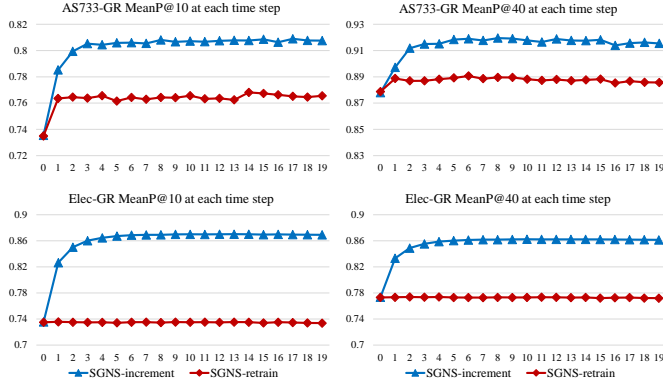 AS733-GR MeanP@10 at each time step
0.82
0.8
0.78
0.76
0.74
0.72
0 1 2 3 4 5 6 7 8 9 10 11 12 13 14 15 16 17 18 19
AS733-GR MeanP@40 at each time step
0.93
0.91
0.89
0.87
0.85
0.83
0 1 2 3 4 5 6 7 8 9 10 11 12 13 14 15 16 17 18 19
Elec-GR MeanP@10 at each time step
0.9
0.86
0.82
0.78
0.74
0.7
0 1 2 3 4 5 6 7 8 9 10 11 12 13 14 15 16 17 18 19
SGNS-increment SGNS-retrain
Elec-GR MeanP@40 at each time step
0.9
0.86
0.82
0.78
0.74
0.7
0 1 2 3 4 5 6 7 8 9 10 11 12 13 14 15 16 17 18 19
SGNS-increment SGNS-retrain